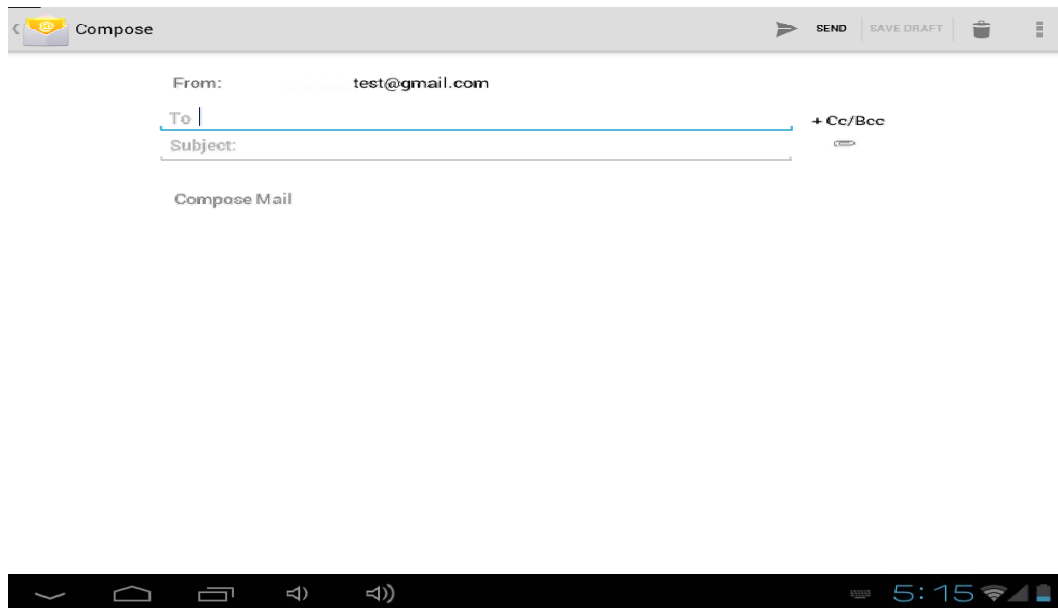 Compose SEND SAVE DRAFT
From: test@gmail.com
To + Cc/Bcc
Subject:
Compose Mail
5:15